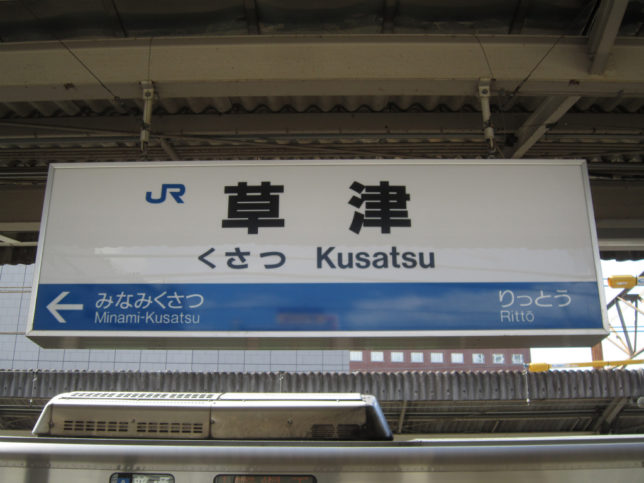 JR 草津
くさつ Kusatsu
← みなみくさつ りっとう
Minami-Kusatsu Rittō